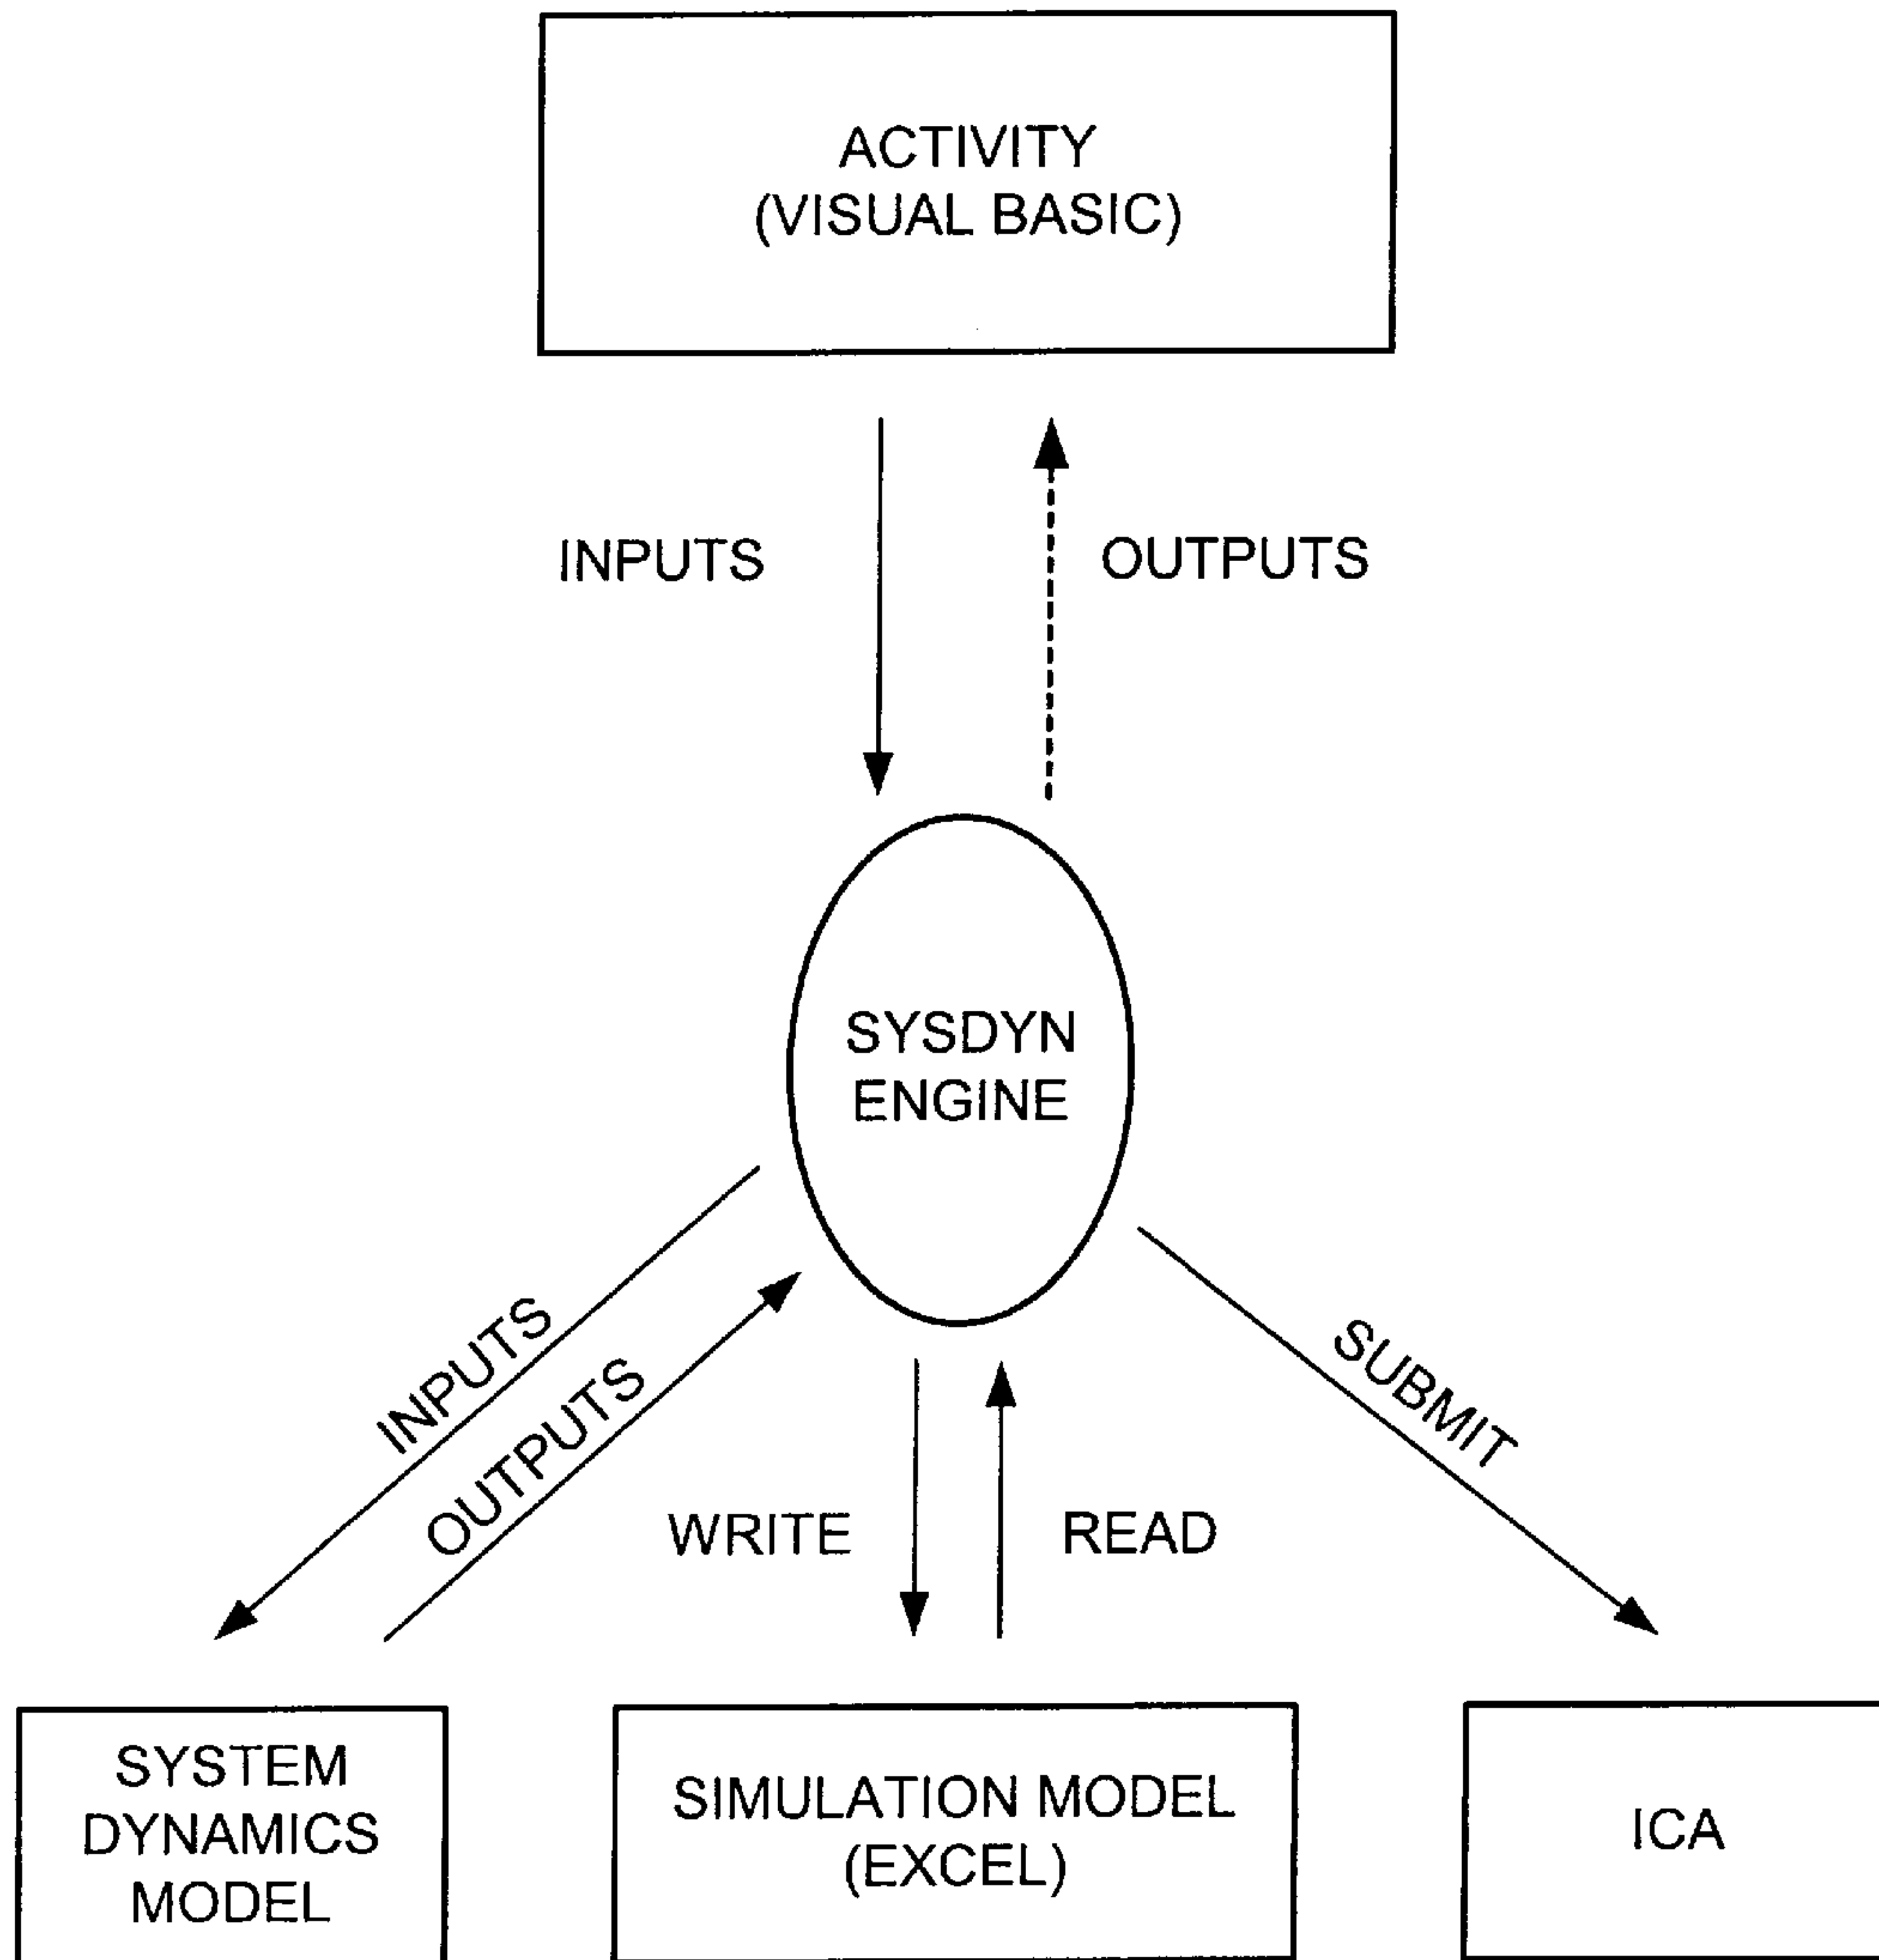 ACTIVITY
(VISUAL BASIC)
INPUTS
OUTPUTS
SYSDYN
ENGINE
INPUTS
OUTPUTS
WRITE
READ
SUBMIT
SYSTEM
DYNAMICS
MODEL
SIMULATION MODEL
(EXCEL)
ICA